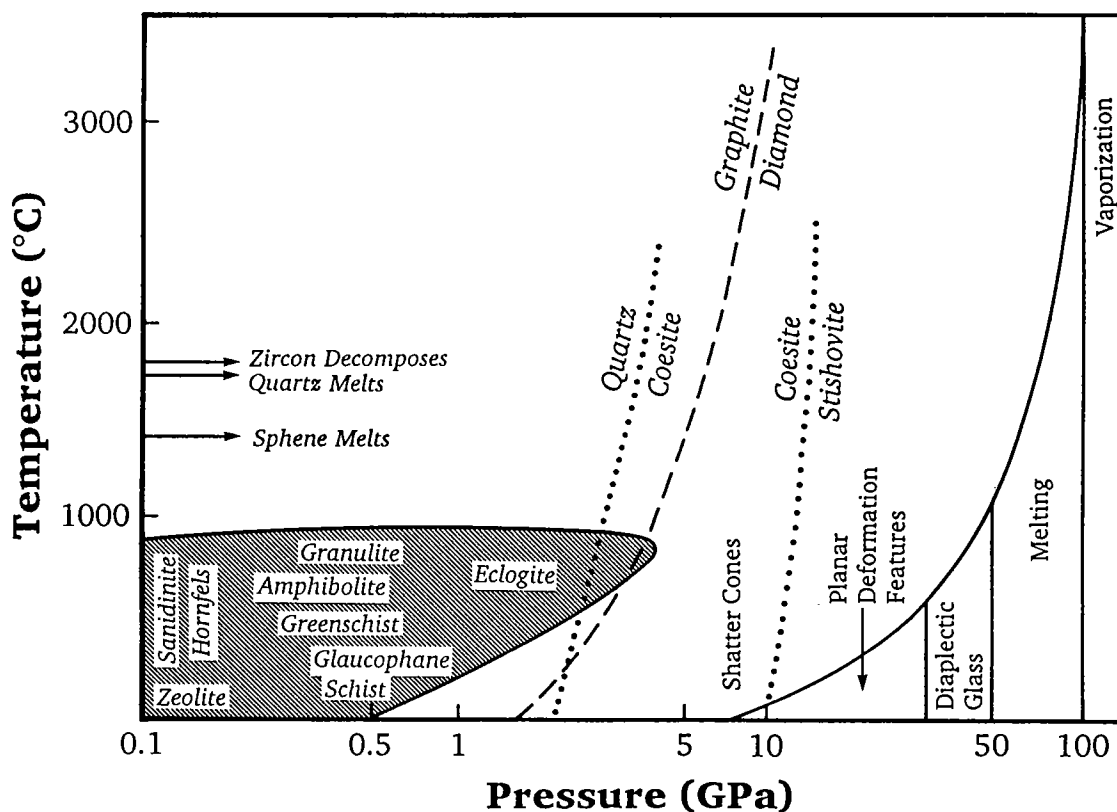 Temperature (°C)
3000
2000
1000
Zircon Decomposes
Quartz Melts
Sphene Melts
Quartz
Coesite
Graphite
Diamond
Coesite
Stishovite
Vaporization
Melting
Planar
Deformation
Features
Shatter Cones
Diaplectic
Glass
Granulite
Eclogite
Amphibolite
Greenschist
Glaucophane
Schist
Sanidinite
Hornfels
Zeolite
0.1
0.5
1
5
10
50
100
Pressure (GPa)